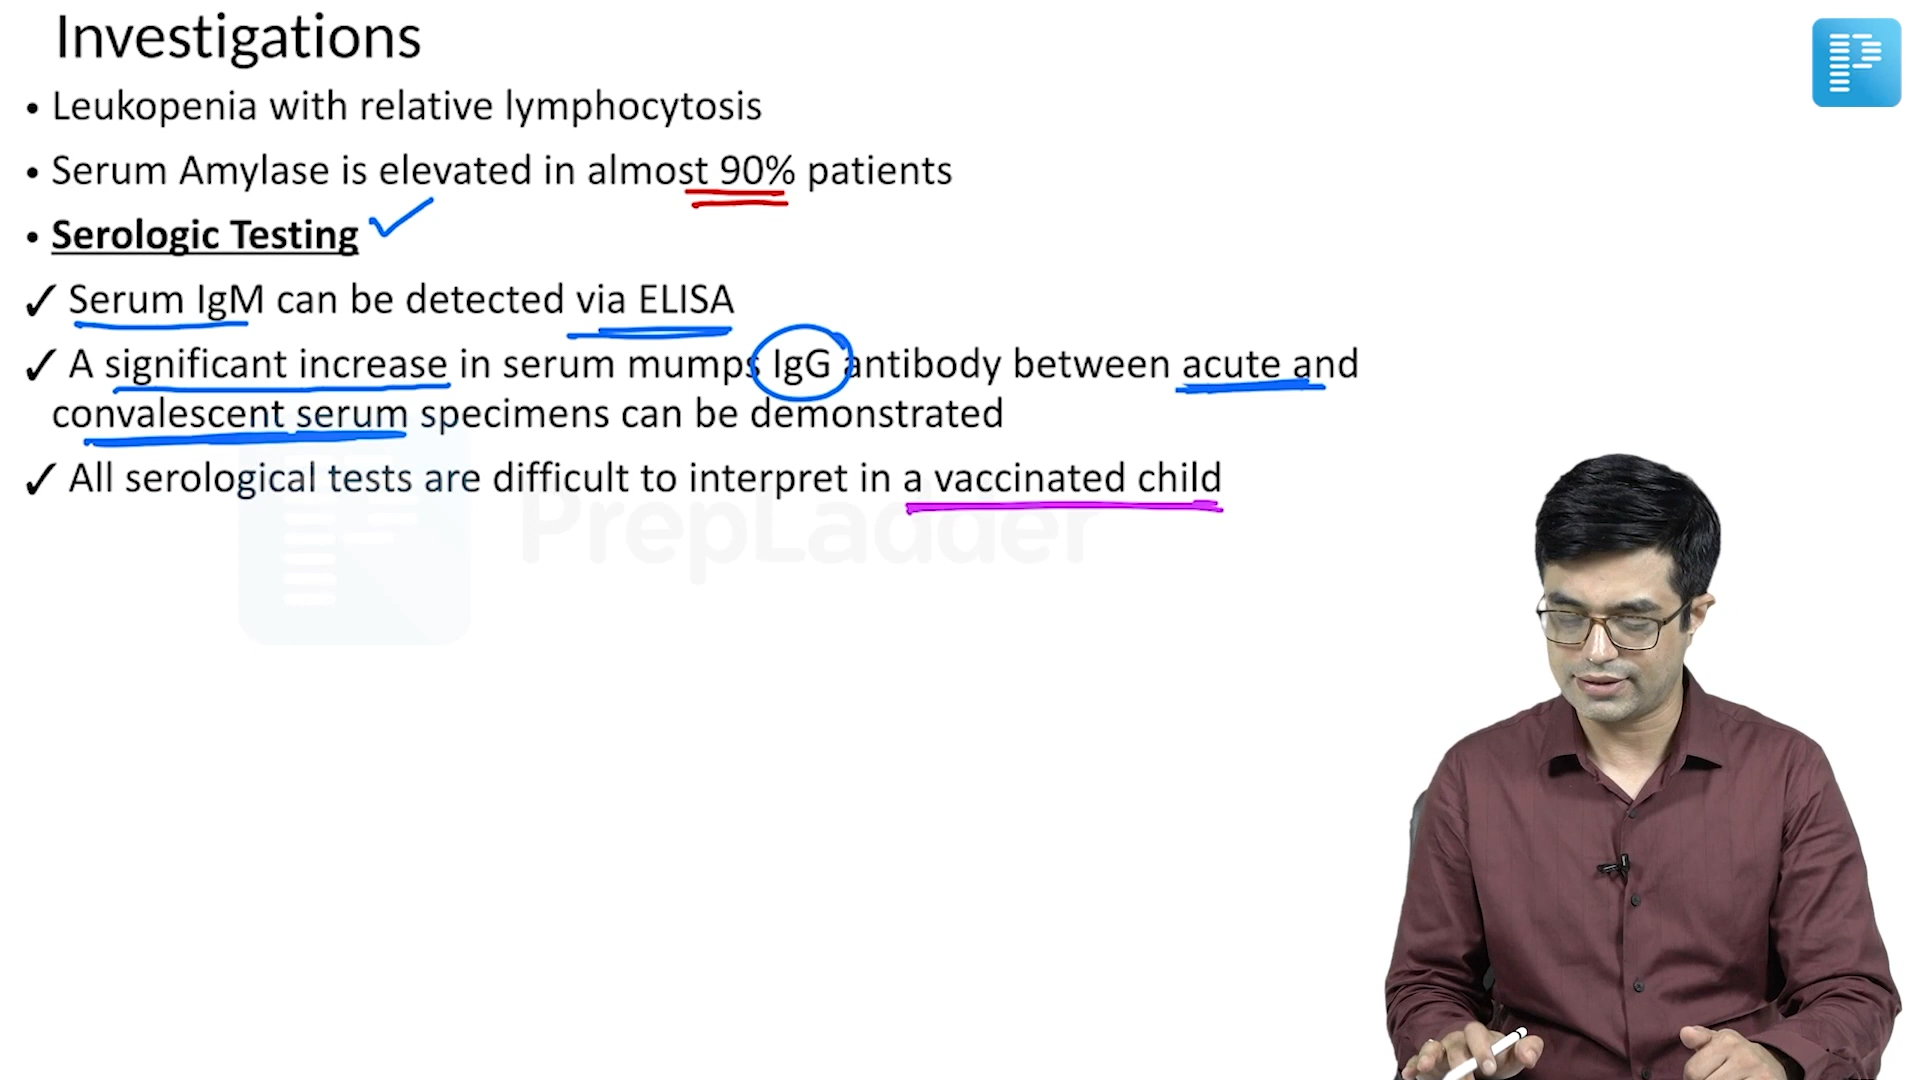 Investigations
• Leukopenia with relative lymphocytosis
• Serum Amylase is elevated in almost 90% patients
• Serologic Testing
✓ Serum IgM can be detected via ELISA
✓ A significant increase in serum mumps IgG antibody between acute and
convalescent serum specimens can be demonstrated
✓ All serological tests are difficult to interpret in a vaccinated child
PrepLadder